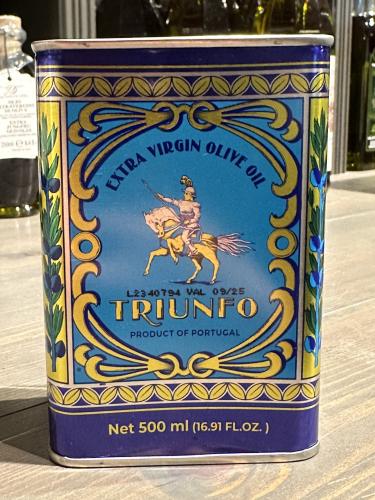 EXTRA VIRGIN OLIVE OIL
L2340794 VAL 09/25
TRIUNFO
PRODUCT OF PORTUGAL
Net 500 ml (16.91 FL.OZ. )